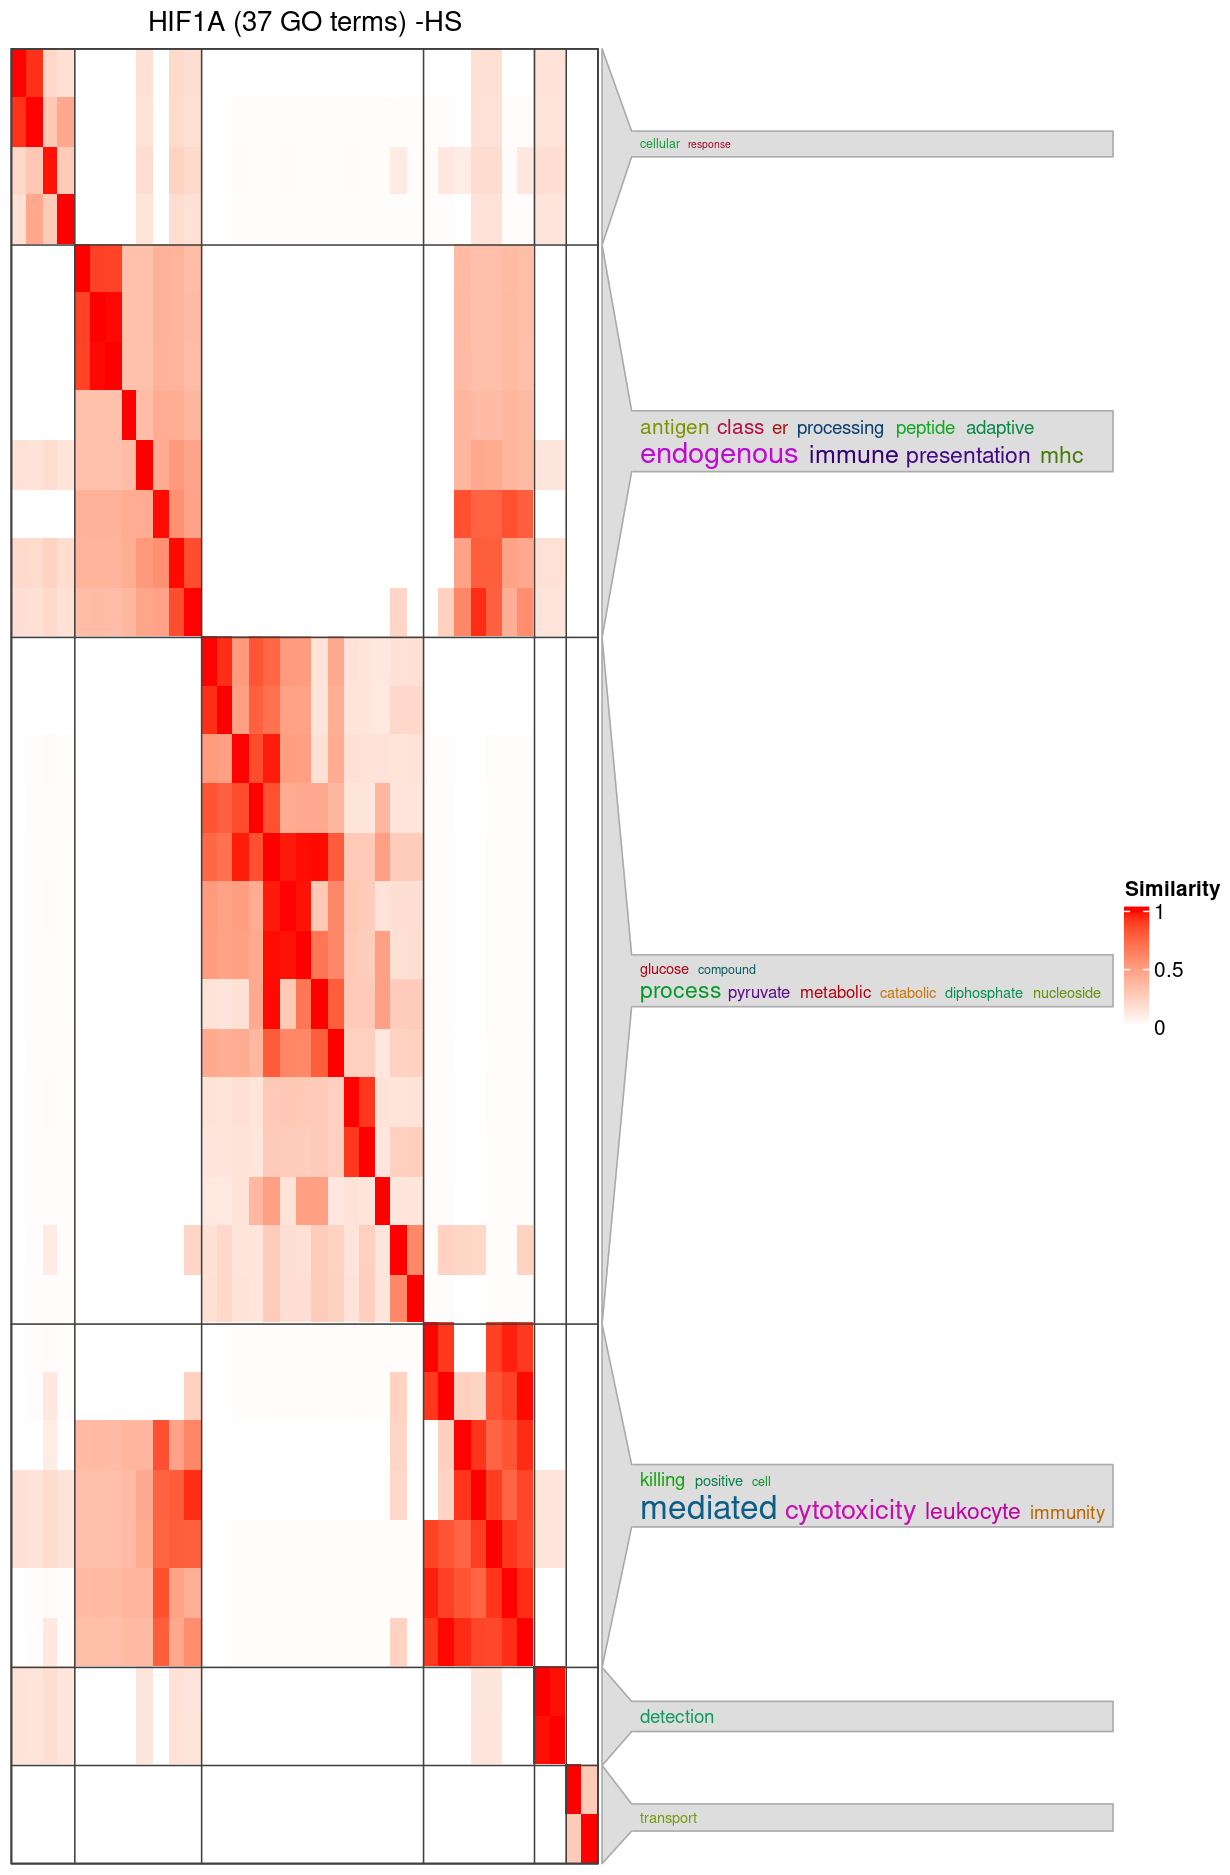 HIF1A (37 GO terms) -HS
cellular response
antigen class er processing peptide adaptive
endogenous immune presentation mhc
Similarity
1
0.5
0
glucose compound
process pyruvate metabolic catabolic diphosphate nucleoside
killing positive cell
mediated cytotoxicity leukocyte immunity
detection
transport